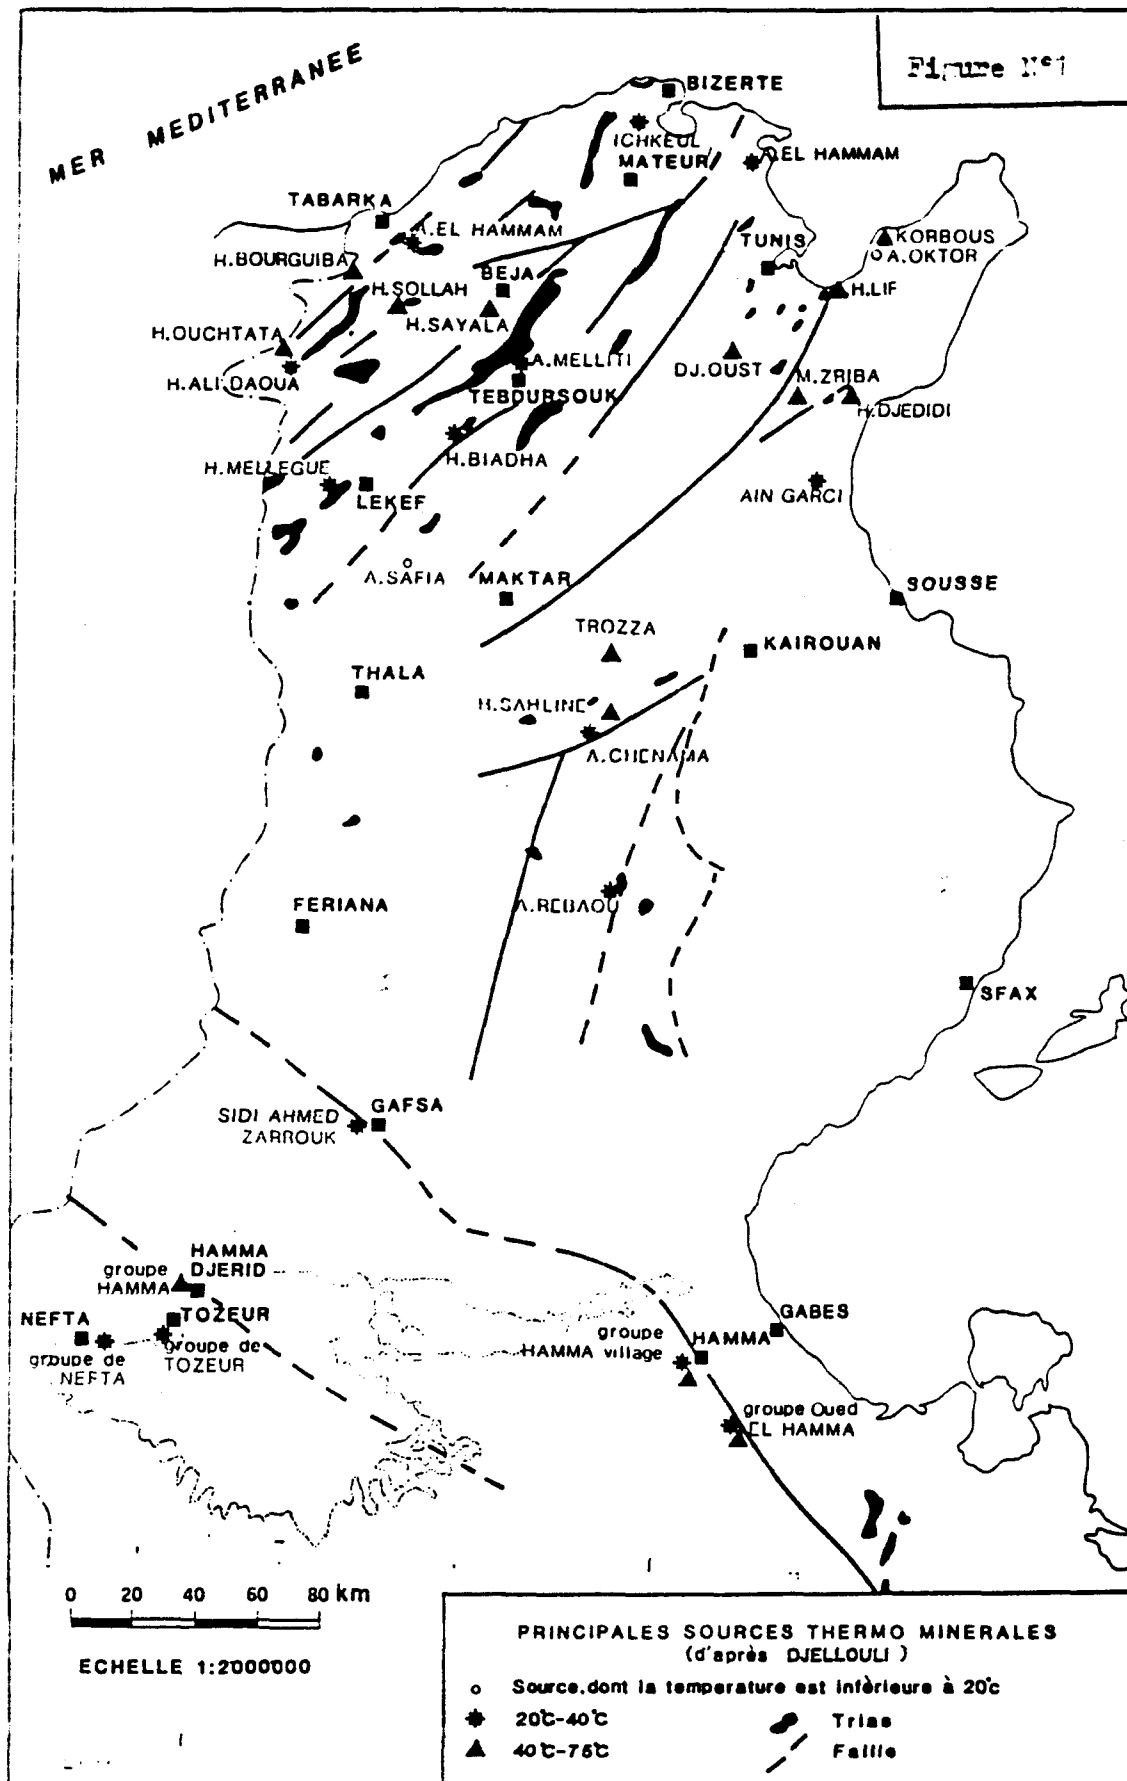 Figure N°1
MER MEDITERRANEE
BIZERTE
ICHKEUL
MATEUR
A.EL HAMMAM
TABARKA
A.EL HAMMAM
KORBOUS
A.OKTOR
TUNIS
H.BOURGUIBA
BEJA
H.SOLLAH
H.LIF
H.SAYALA
H.OUCHTATA
A.MELLITI
DJ.OUST
H.ALI DAOUA
M.ZRIBA
TEBOURSOUK
H.DJEDIDI
H.BIADHA
H.MELLEGUE
LEKEF
AIN GARCI
A.SAFIA
MAKTAR
SOUSSE
TROZZA
KAIROUAN
THALA
H.SAHLINE
A.CHENAMA
FERIANA
A.REBAOU
SFAX
GAFSA
SIDI AHMED
ZARROUK
HAMMA
DJERID
groupe
HAMMA
NEFTA
TOZEUR
groupe de
TOZEUR
groupe de
NEFTA
GABES
groupe
HAMMA village
HAMMA
groupe Oued
EL HAMMA
0 20 40 60 80 km
ECHELLE 1:2000000
PRINCIPALES SOURCES THERMO MINERALES
(d'après DJELLOULI)
Source.dont la temperature est infèrieure à 20°c
20°C-40°C
Trias
40°C-75°C
Faille